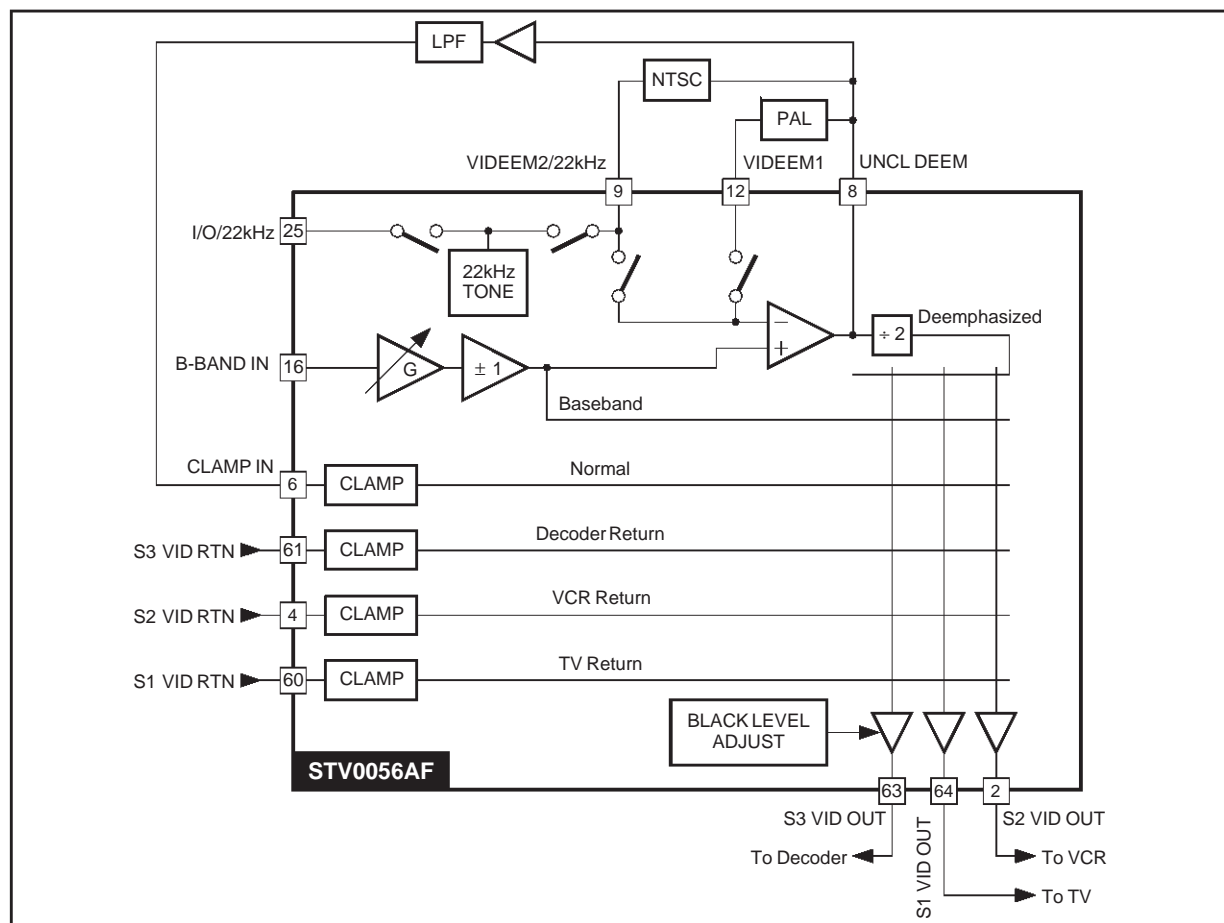 LPF
NTSC
PAL
VIDEEM2/22kHz
VIDEEM1
UNCL DEEM
9
12
8
I/O/22kHz
25
22kHz
TONE
−
+
÷ 2
Deemphasized
B-BAND IN
16
G
± 1
Baseband
CLAMP IN
6
CLAMP
Normal
S3 VID RTN
61
CLAMP
Decoder Return
S2 VID RTN
4
CLAMP
VCR Return
S1 VID RTN
60
CLAMP
TV Return
BLACK LEVEL
ADJUST
STV0056AF
63
64
2
S3 VID OUT
S1 VID OUT
S2 VID OUT
To Decoder
To VCR
To TV